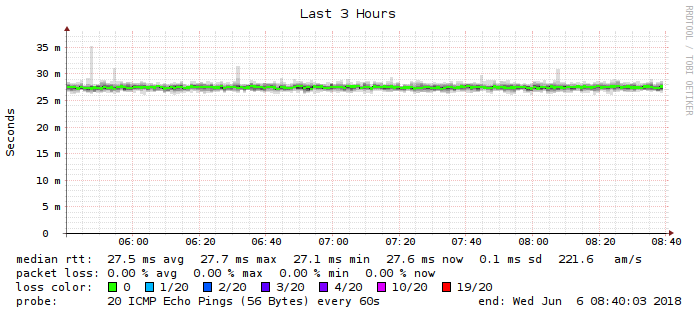 Last 3 Hours
RRDTOOL / TOBI OETIKER
Seconds
35 m
30 m
25 m
20 m
15 m
10 m
5 m
0
06:00 06:20 06:40 07:00 07:20 07:40 08:00 08:20 08:40
median rtt: 27.5 ms avg 27.7 ms max 27.1 ms min 27.6 ms now 0.1 ms sd 221.6 am/s
packet loss: 0.00 % avg 0.00 % max 0.00 % min 0.00 % now
loss color: 0 1/20 2/20 3/20 4/20 10/20 19/20
probe: 20 ICMP Echo Pings (56 Bytes) every 60s end: Wed Jun 6 08:40:03 2018